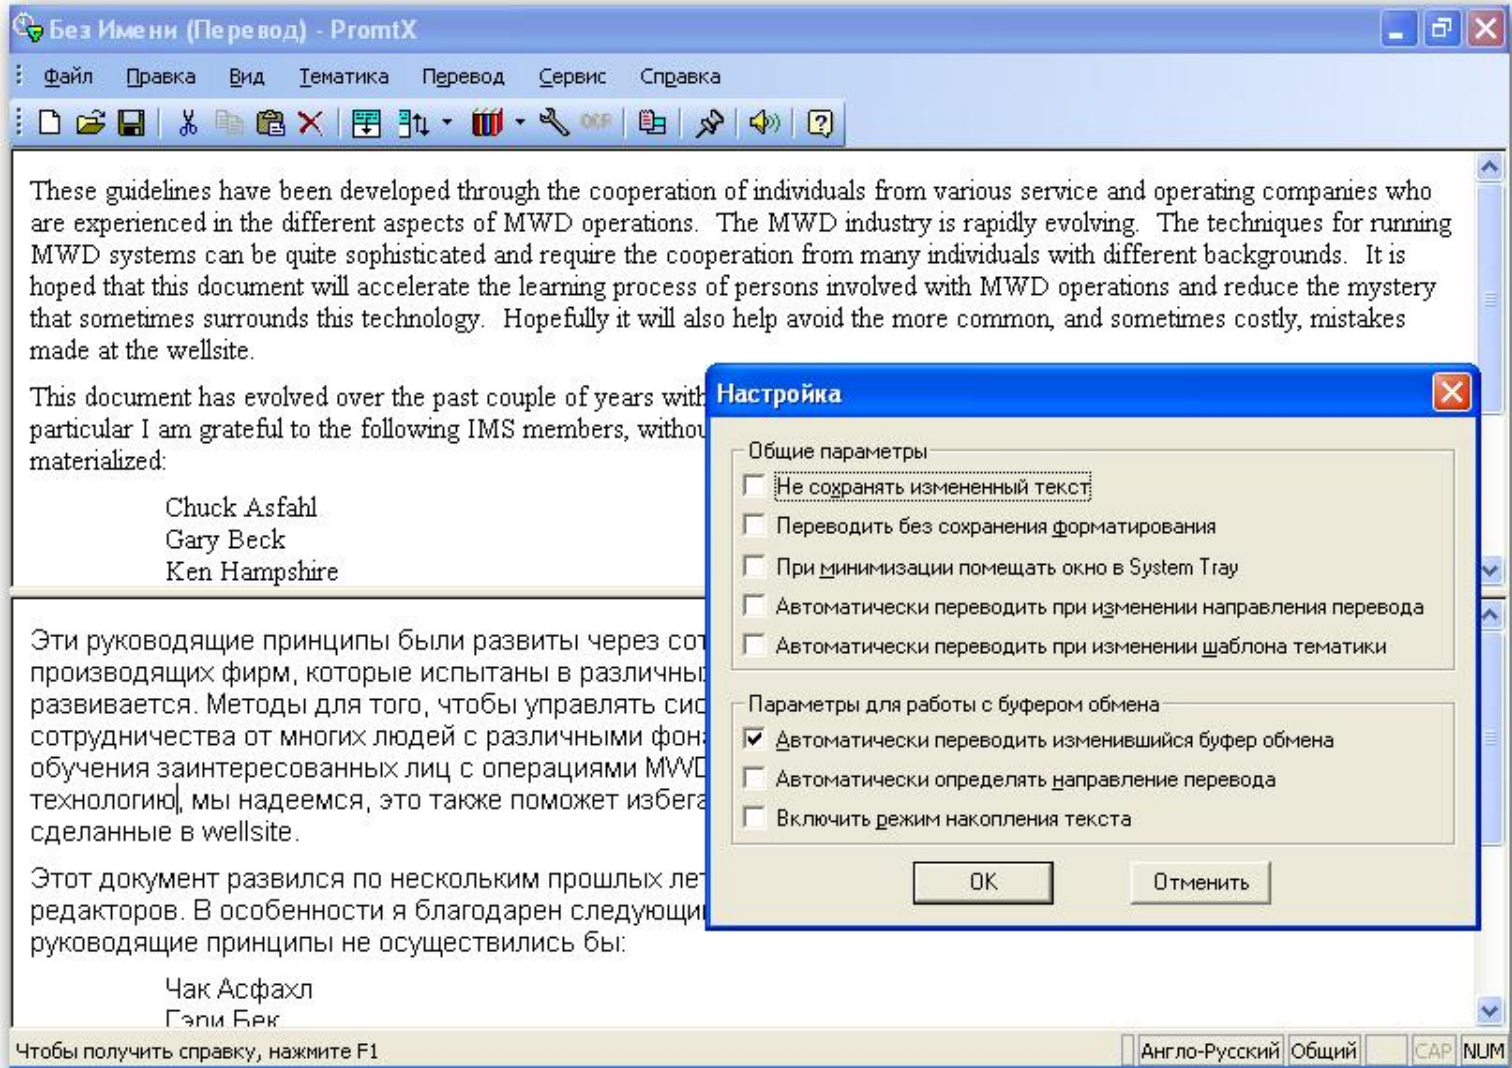 Без Имени (Перевод) - PromtX
Файл Правка Вид Тематика Перевод Сервис Справка
These guidelines have been developed through the cooperation of individuals from various service and operating companies who
are experienced in the different aspects of MWD operations. The MWD industry is rapidly evolving. The techniques for running
MWD systems can be quite sophisticated and require the cooperation from many individuals with different backgrounds. It is
hoped that this document will accelerate the learning process of persons involved with MWD operations and reduce the mystery
that sometimes surrounds this technology. Hopefully it will also help avoid the more common, and sometimes costly, mistakes
made at the wellsite.
This document has evolved over the past couple of years with
particular I am grateful to the following IMS members,
materialized:
Chuck Asfahl
Gary Beck
Ken Hampshire
Настройка
Общие параметры
Не сохранять измененный текст
Переводить без сохранения форматирования
При минимизации помещать окно в System Tray
Автоматически переводить при изменении направления перевода
Автоматически переводить при изменении шаблона тематики
Параметры для работы с буфером обмена
Автоматически переводить изменившийся буфер обмена
Автоматически определять направление перевода
Включить режим накопления текста
OK Отменить
Эти руководящие принципы были развиты через
производящих фирм, которые испытаны в
развивается. Методы для того, чтобы управлять
сотрудничества от многих людей с различными
обучения заинтересованных лиц с операциями MWD
технологию, мы надеемся, это также поможет
сделанные в wellsite.
Этот документ развился по нескольким прошлых
редакторов. В особенности я благодарен
руководящие принципы не осуществились бы:
Чак Асфахл
Гэри Бек
Чтобы получить справку, нажмите F1
Англо-Русский Общий CAP NUM